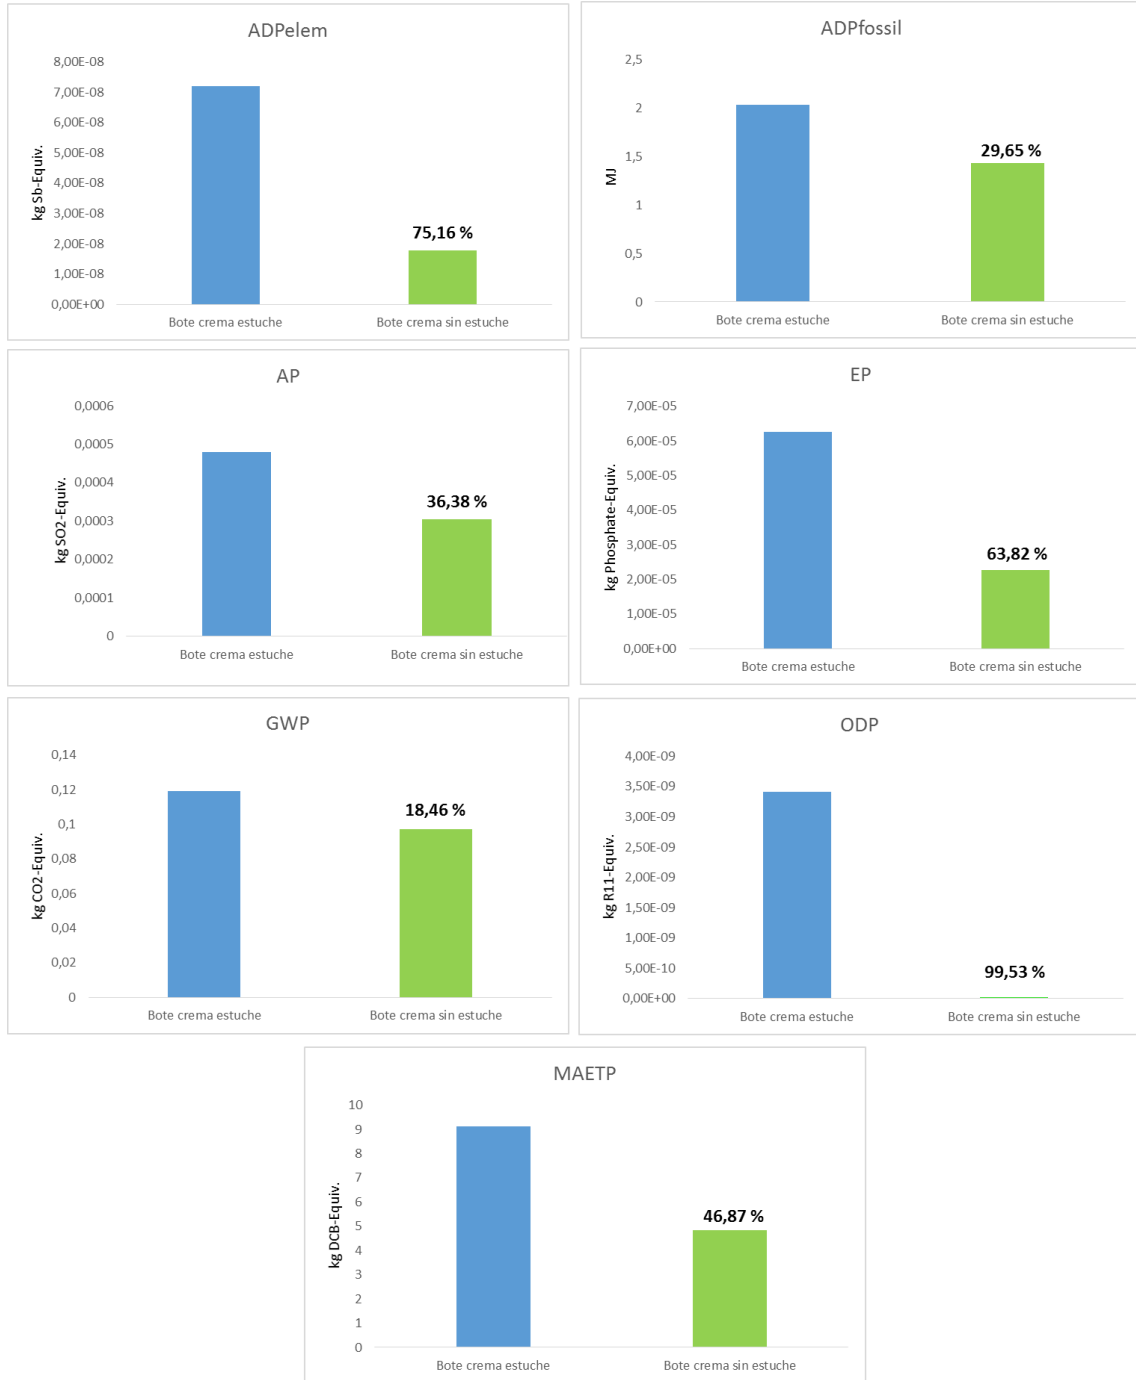 ADPelem
8,00E-08
7,00E-08
6,00E-08
5,00E-08
4,00E-08
3,00E-08
2,00E-08
1,00E-08
0,00E+00
kg Sb-Equiv.
75,16 %
Bote crema estuche
Bote crema sin estuche
ADPfossil
2,5
2
1,5
1
0,5
0
MJ
29,65 %
Bote crema estuche
Bote crema sin estuche
AP
0,0006
0,0005
0,0004
0,0003
0,0002
0,0001
0
kg SO2-Equiv.
36,38 %
Bote crema estuche
Bote crema sin estuche
EP
7,00E-05
6,00E-05
5,00E-05
4,00E-05
3,00E-05
2,00E-05
1,00E-05
0,00E+00
kg Phosphate-Equiv.
63,82 %
Bote crema estuche
Bote crema sin estuche
GWP
0,14
0,12
0,1
0,08
0,06
0,04
0,02
0
kg CO2-Equiv.
18,46 %
Bote crema estuche
Bote crema sin estuche
ODP
4,00E-09
3,50E-09
3,00E-09
2,50E-09
2,00E-09
1,50E-09
1,00E-09
5,00E-10
0,00E+00
kg R11-Equiv.
99,53 %
Bote crema estuche
Bote crema sin estuche
MAETP
10
9
8
7
6
5
4
3
2
1
0
kg DCB-Equiv.
46,87 %
Bote crema estuche
Bote crema sin estuche